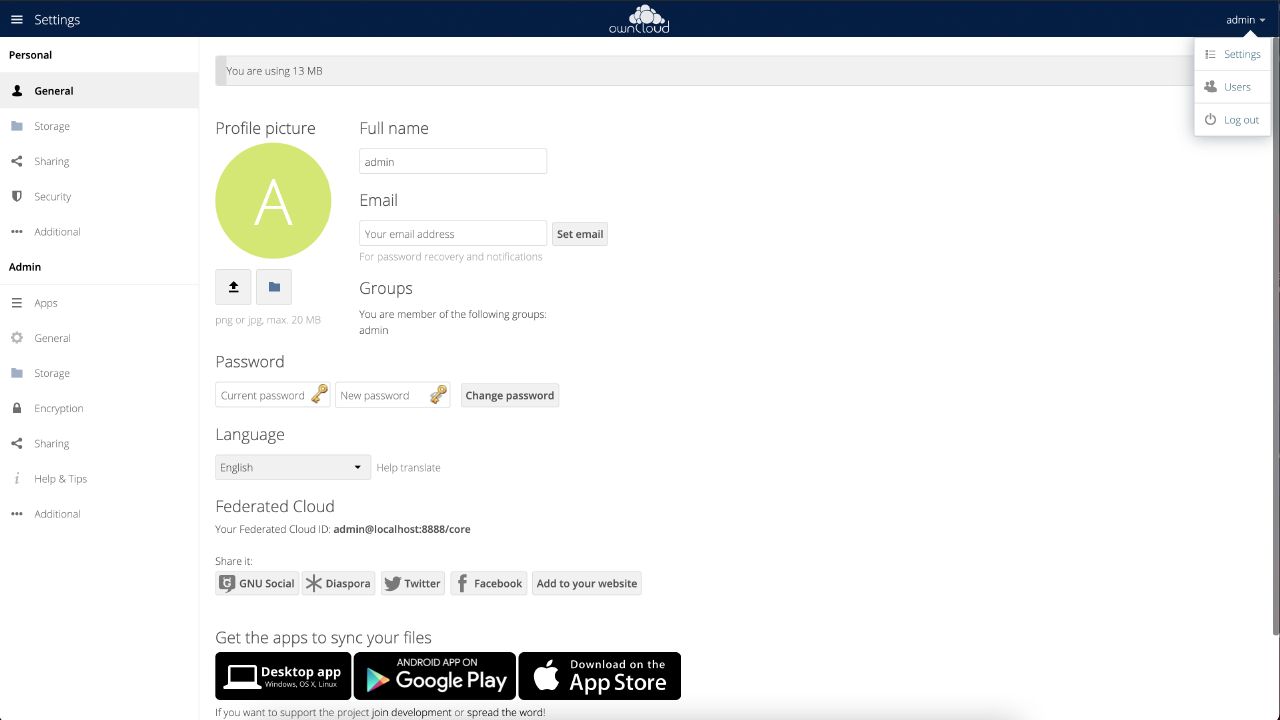 Settings
ownCloud
admin
Settings
Users
Log out
Personal
General
Storage
Sharing
Security
Additional
Admin
Apps
General
Storage
Encryption
Sharing
Help & Tips
Additional
You are using 13 MB
Profile picture
A
png or jpg, max. 20 MB
Full name
admin
Email
Your email address
Set email
For password recovery and notifications
Groups
You are member of the following groups:
admin
Password
Current password
New password
Change password
Language
English
Help translate
Federated Cloud
Your Federated Cloud ID: admin@localhost:8888/core
Share it:
GNU Social
Diaspora
Twitter
Facebook
Add to your website
Get the apps to sync your files
Desktop app
Windows, OS X, Linux
ANDROID APP ON
Google Play
Download on the
App Store
If you want to support the project join development or spread the word!